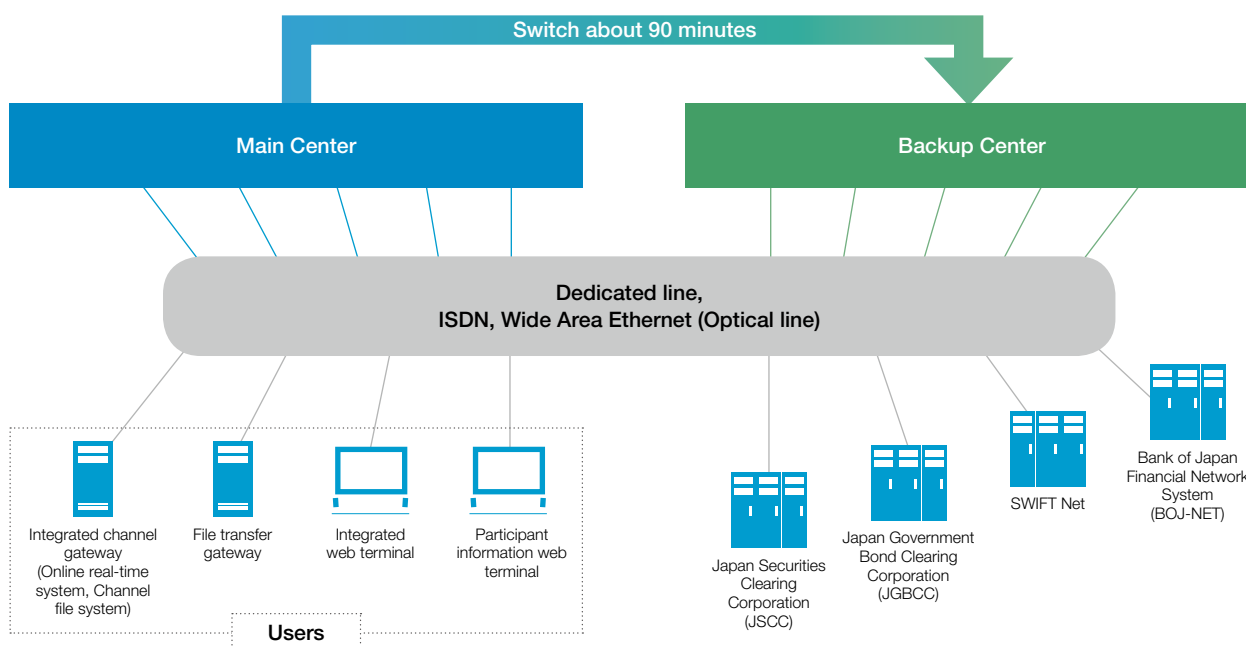 Switch about 90 minutes
Main Center
Backup Center
Dedicated line,
ISDN, Wide Area Ethernet (Optical line)
Integrated channel
gateway
(Online real-time
system, Channel
file system)
File transfer
gateway
Integrated
web terminal
Participant
information web
terminal
Users
Japan Securities
Clearing
Corporation
(JSCC)
Japan Government
Bond Clearing
Corporation
(JGBCC)
SWIFT Net
Bank of Japan
Financial Network
System
(BOJ-NET)